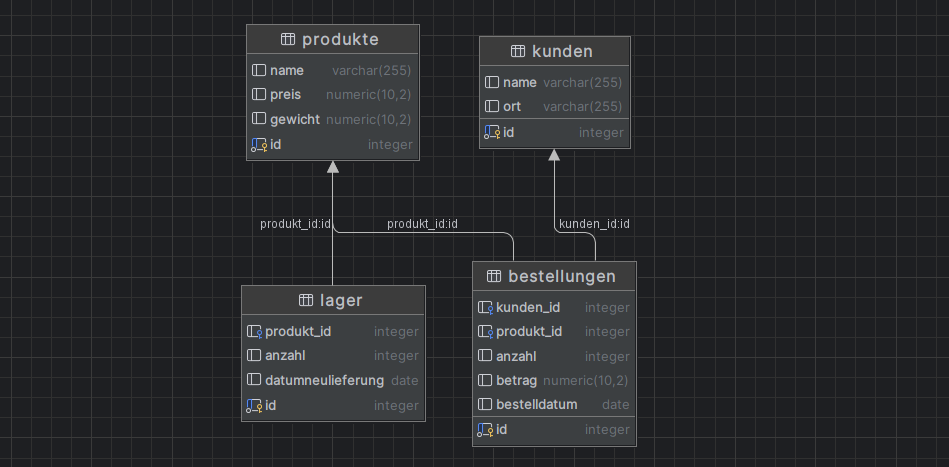 produkte
name varchar(255)
preis numeric(10,2)
gewicht numeric(10,2)
id integer
kunden
name varchar(255)
ort varchar(255)
id integer
produkt_id:id
produkt_id:id
kunden_id:id
lager
produkt_id integer
anzahl integer
datumneulieferung date
id integer
bestellungen
kunden_id integer
produkt_id integer
anzahl integer
betrag numeric(10,2)
bestelldatum date
id integer